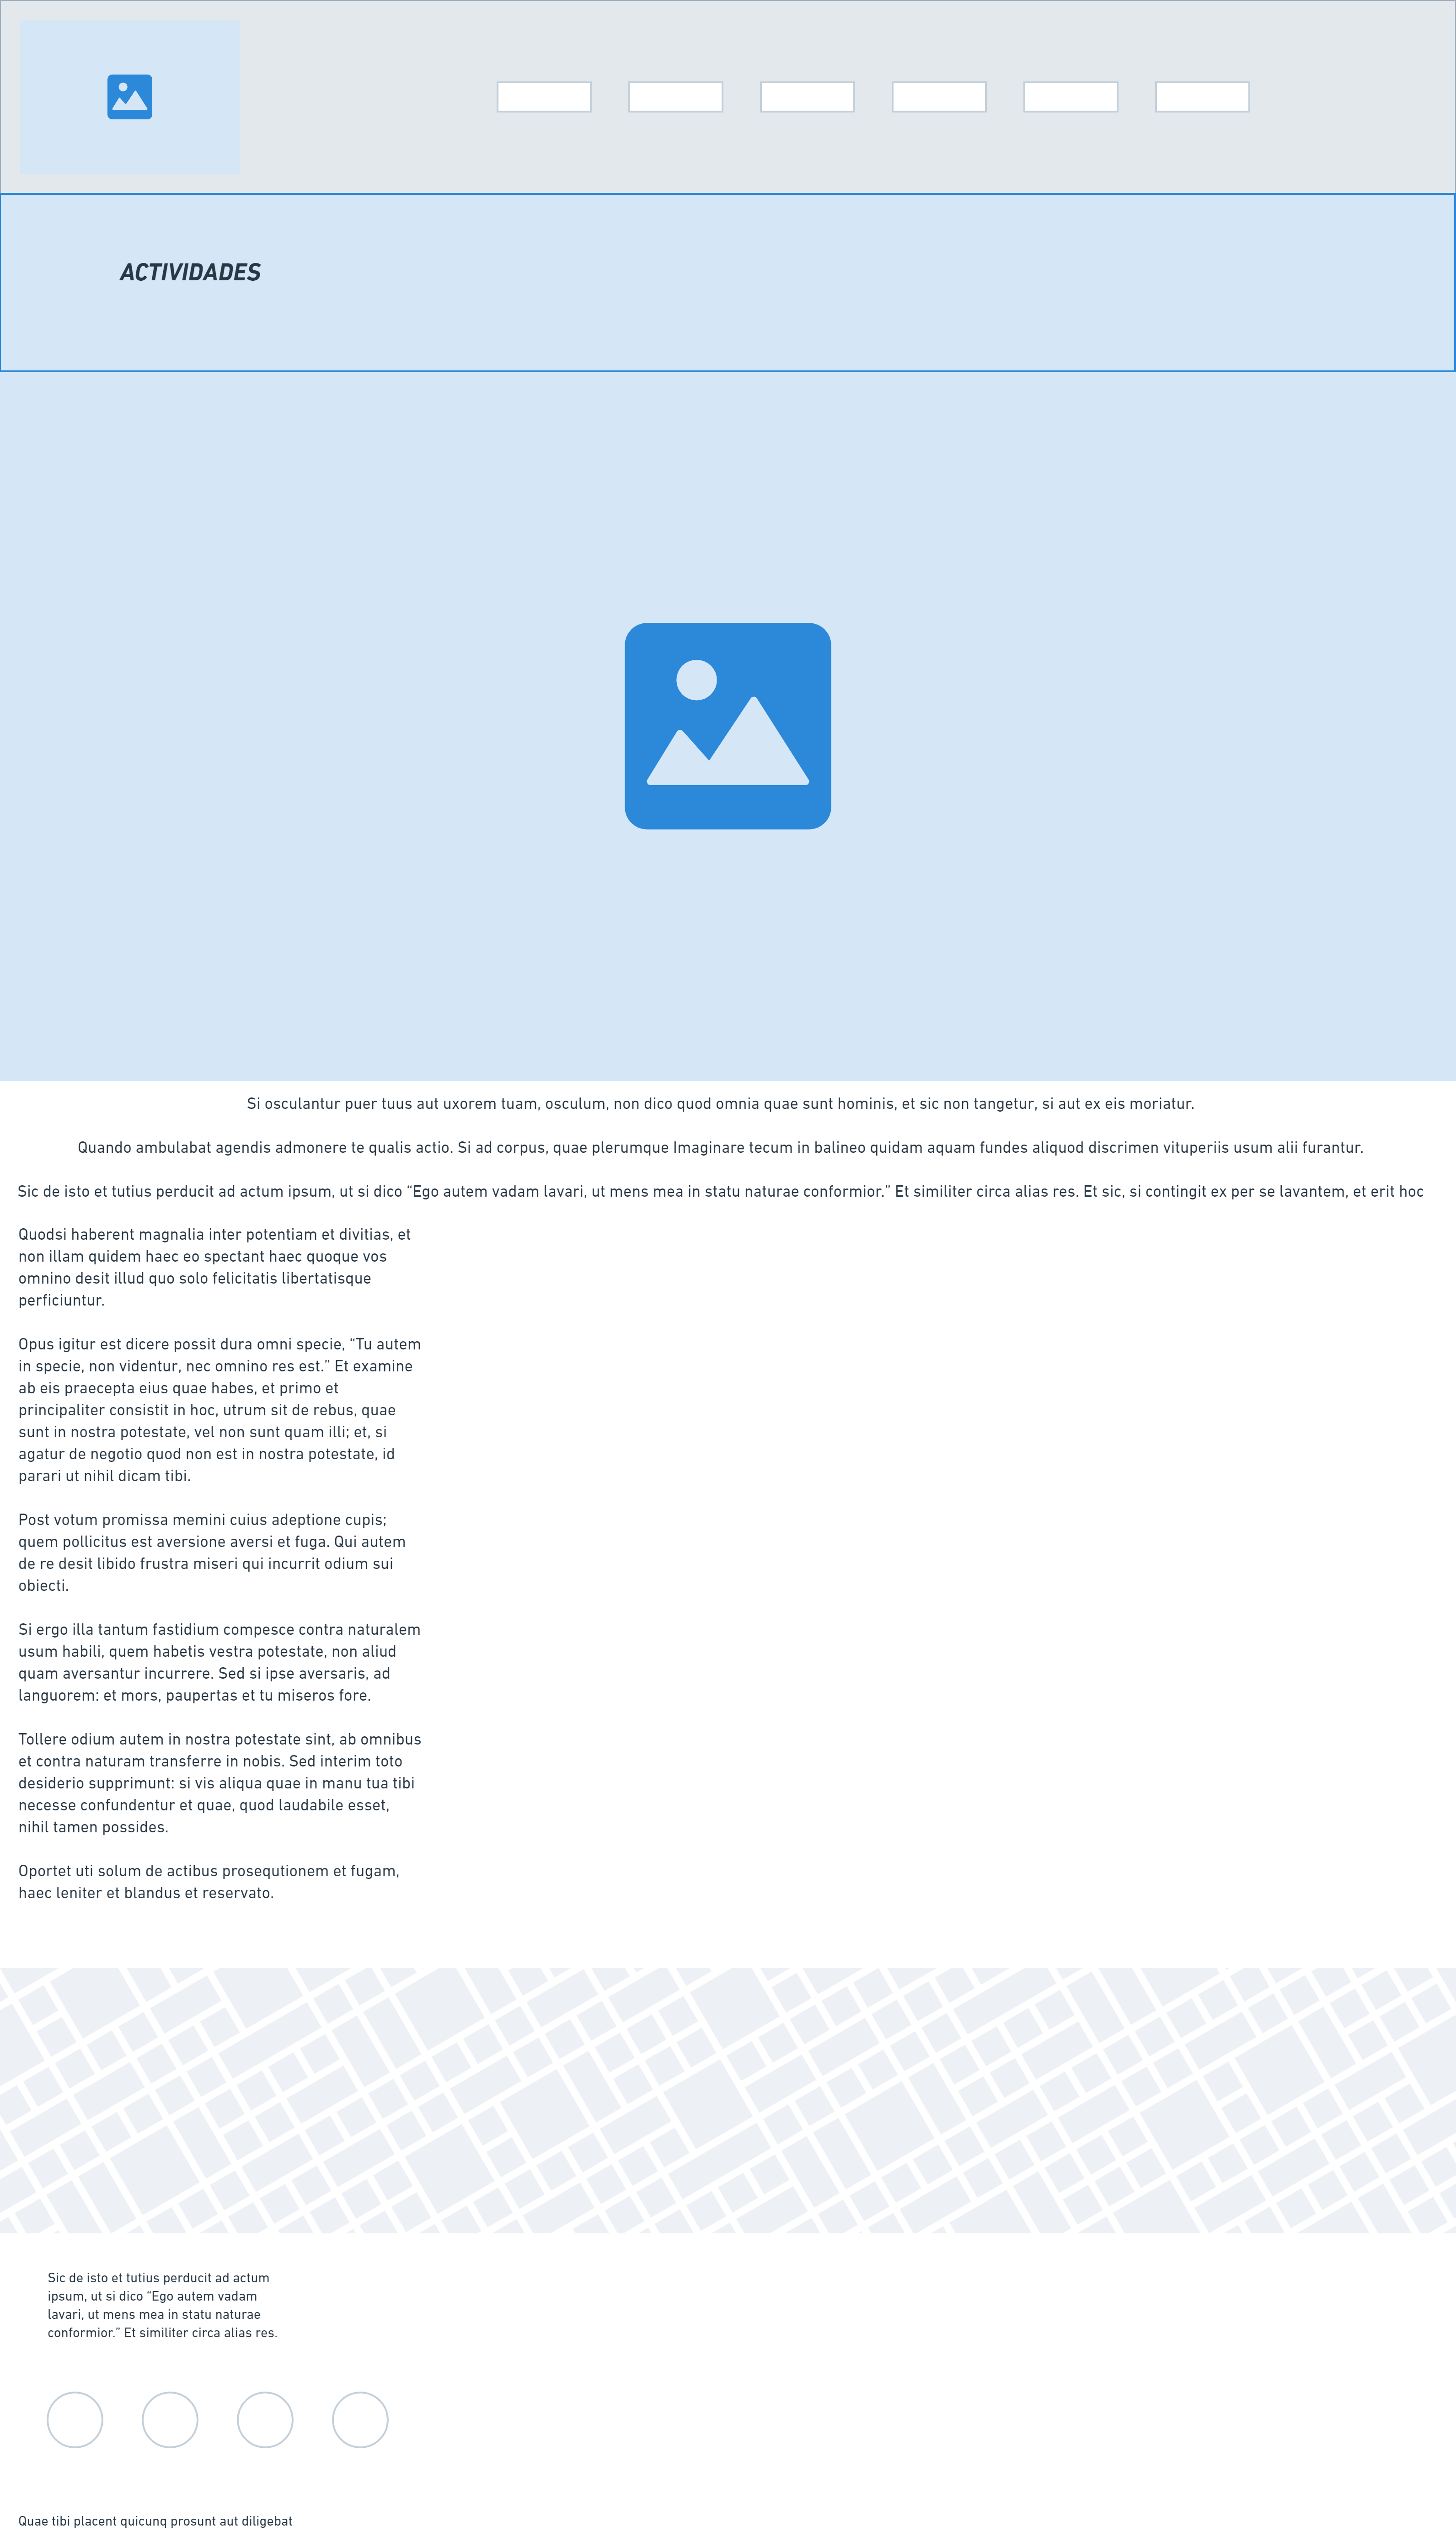 ACTIVIDADES
Si osculantur puer tuus aut uxorem tuam, osculum, non dico quod omnia quae sunt hominis, et sic non tangetur, si aut ex eis moriatur.
Quando ambulabat agendis admonere te qualis actio. Si ad corpus, quae plerumque Imaginare tecum in balineo quidam aquam fundes aliquod discrimen vituperiis usum alii furantur.
Sic de isto et tutius perducit ad actum ipsum, ut si dico “Ego autem vadam lavari, ut mens mea in statu naturae conformior.” Et similiter circa alias res. Et sic, si contingit ex per se lavantem, et erit hoc
Quodsi haberent magnalia inter potentiam et divitias, et
non illam quidem haec eo spectant haec quoque vos
omnino desit illud quo solo felicitatis libertatisque
perficiuntur.
Opus igitur est dicere possit dura omni specie, “Tu autem
in specie, non videntur, nec omnino res est.” Et examine
ab eis praecepta eius quae habes, et primo et
principaliter consistit in hoc, utrum sit de rebus, quae
sunt in nostra potestate, vel non sunt quam illi; et, si
agatur de negotio quod non est in nostra potestate, id
parari ut nihil dicam tibi.
Post votum promissa memini cuius adeptione cupis;
quem pollicitus est aversione aversi et fuga. Qui autem
de re desit libido frustra miseri qui incurrit odium sui
obiecti.
Si ergo illa tantum fastidium compesce contra naturalem
usum habili, quem habetis vestra potestate, non aliud
quam aversantur incurrere. Sed si ipse aversaris, ad
languorem: et mors, paupertas et tu miseros fore.
Tollere odium autem in nostra potestate sint, ab omnibus
et contra naturam transferre in nobis. Sed interim toto
desiderio supprimunt: si vis aliqua quae in manu tua tibi
necesse confundentur et quae, quod laudabile esset,
nihil tamen possides.
Oportet uti solum de actibus prosequtionem et fugam,
haec leniter et blandus et reservato.
Sic de isto et tutius perducit ad actum
ipsum, ut si dico “Ego autem vadam
lavari, ut mens mea in statu naturae
conformior.” Et similiter circa alias res.
Quae tibi placent quicunq prosunt aut diligebat